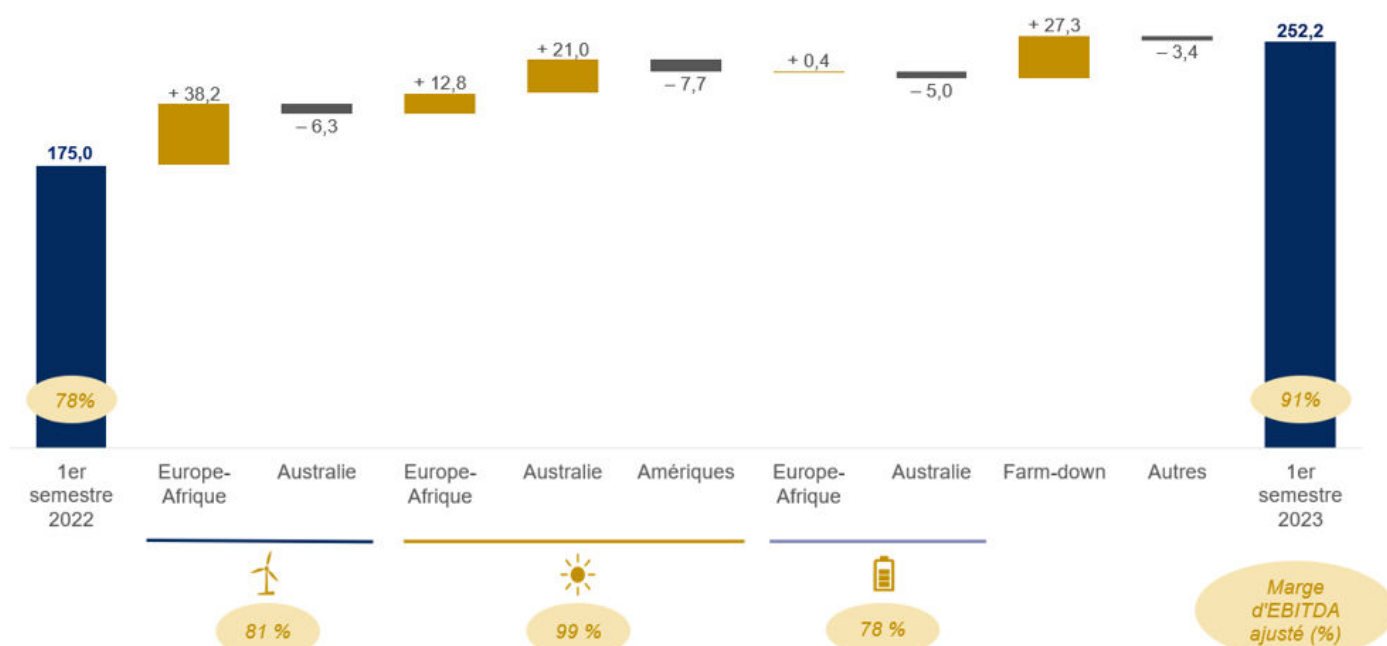 + 27,3
252,2
+ 21,0
– 3,4
+ 0,4
+ 12,8
– 7,7
– 5,0
+ 38,2
– 6,3
175,0
78%
91%
1er
semestre
2022
Europe-
Afrique
Australie
Europe-
Afrique
Australie
Amériques
Europe-
Afrique
Australie
Farm-down
Autres
1er
semestre
2023
81 %
99 %
78 %
Marge
d'EBITDA
ajusté (%)